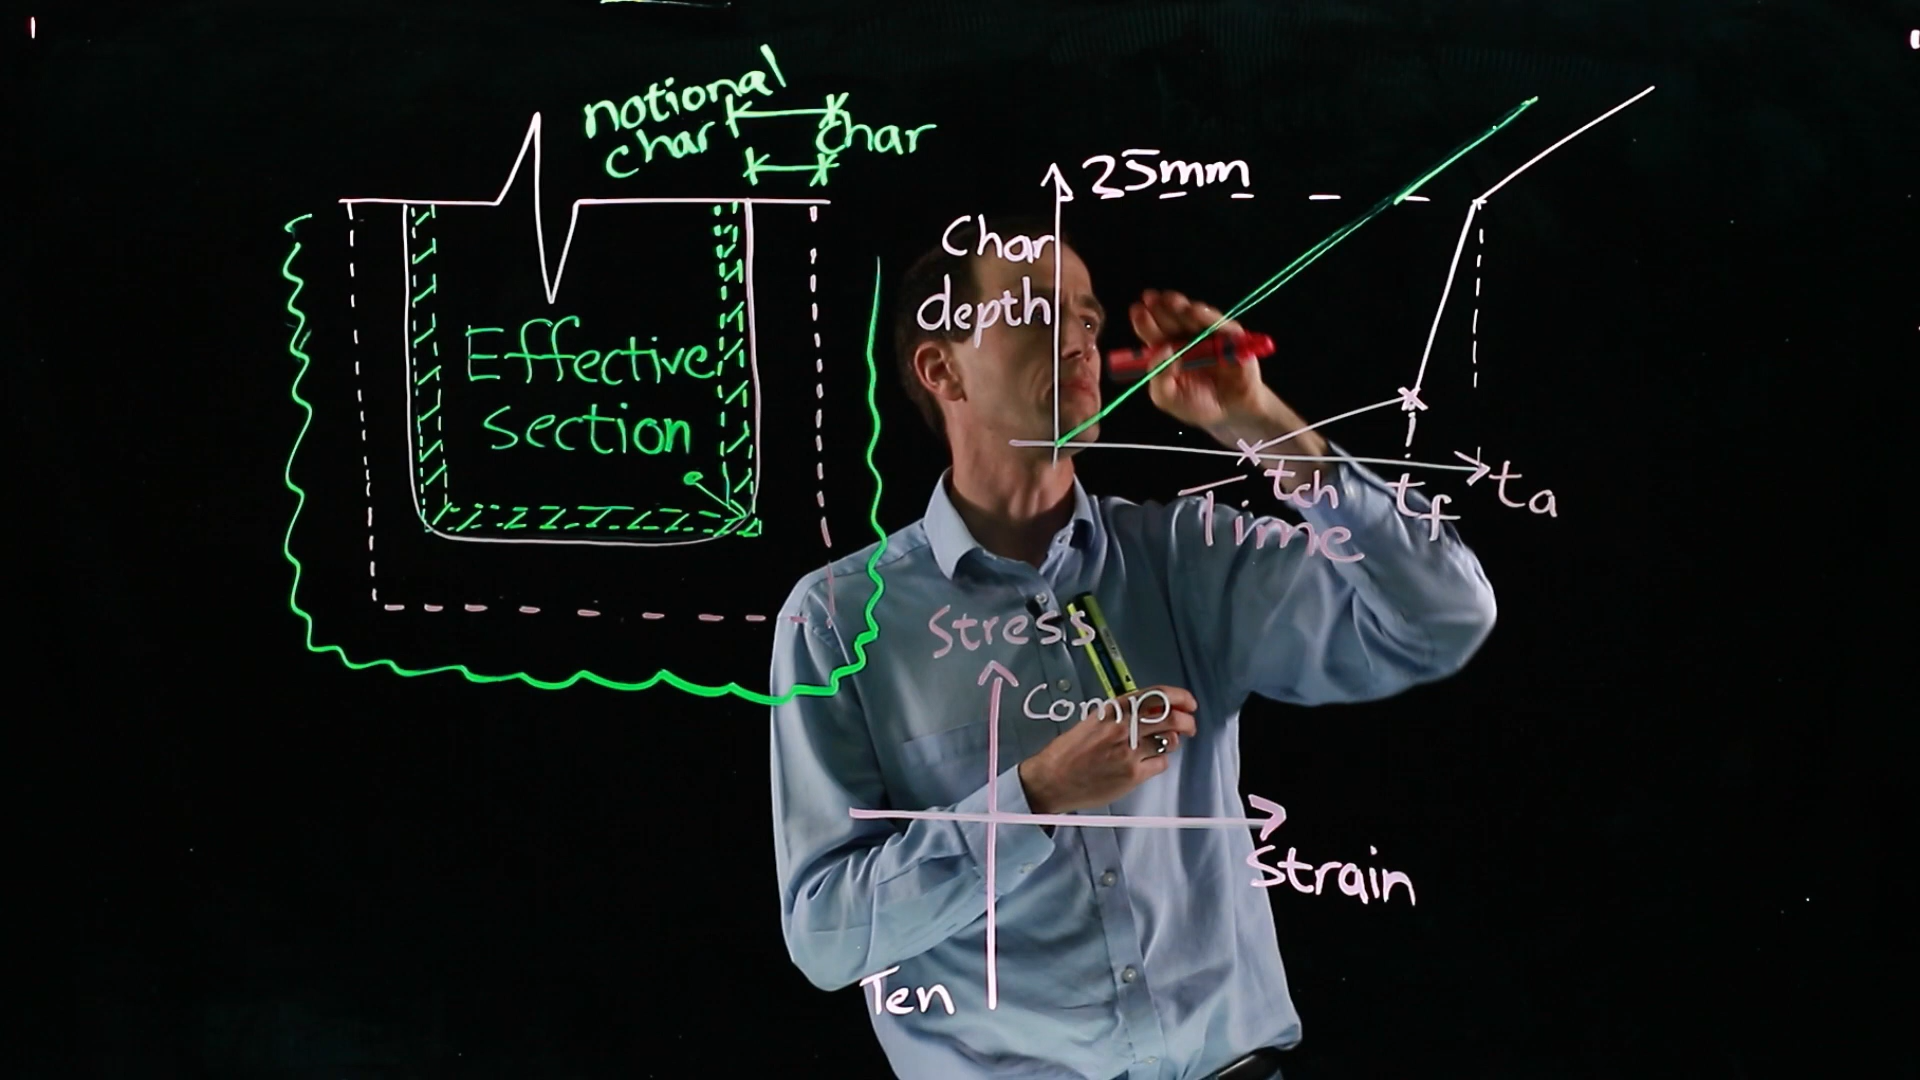 notional
char
char
Effective
section
25mm
Char
depth
tch
tf
ta
Time
Stress
Comp
Strain
Ten